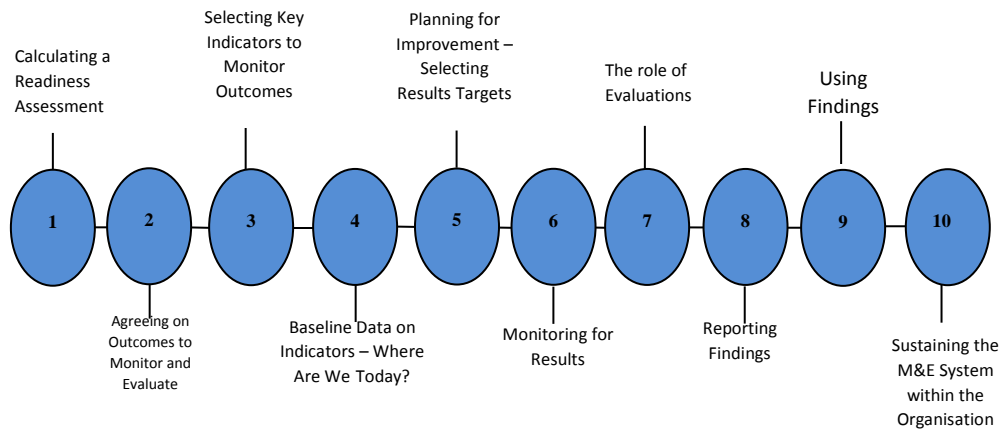 Calculating a
Readiness
Assessment
Selecting Key
Indicators to
Monitor
Outcomes
Planning for
Improvement –
Selecting
Results Targets
The role of
Evaluations
Using
Findings
1
2
3
4
5
6
7
8
9
10
Agreeing on
Outcomes to
Monitor and
Evaluate
Baseline Data on
Indicators – Where
Are We Today?
Monitoring for
Results
Reporting
Findings
Sustaining the
M&E System
within the
Organisation